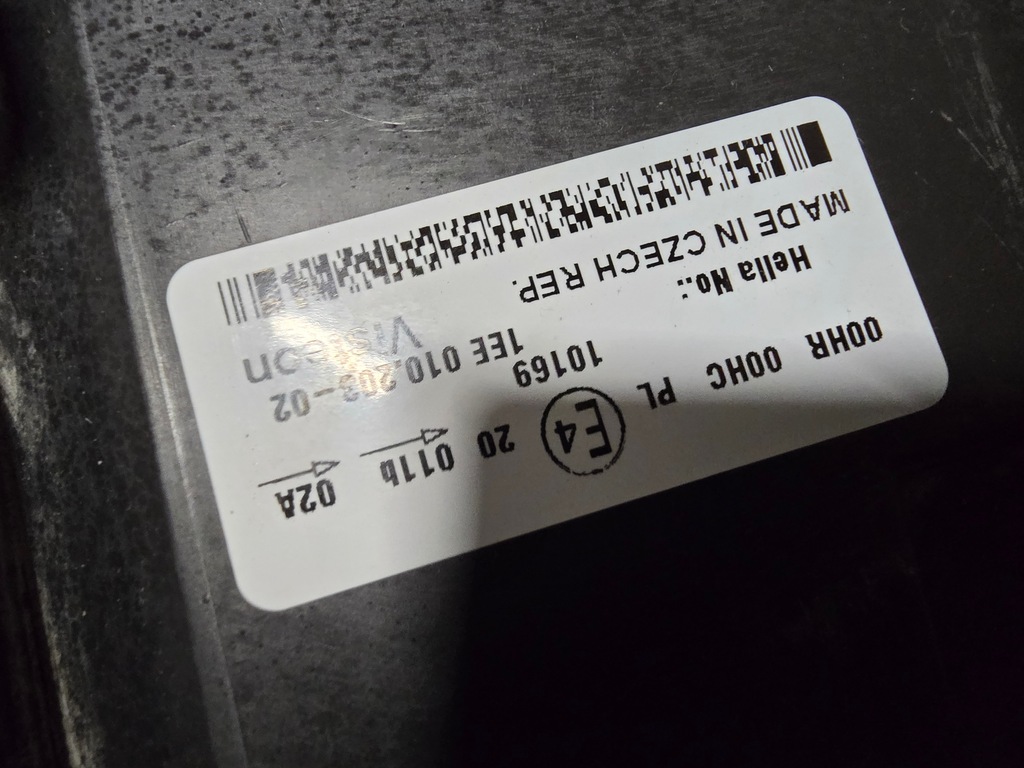 00HR 00HC PL E4 20 011b 02A
10169
Hella No.: 1EE 010.203-02
MADE IN CZECH REP. Visteon